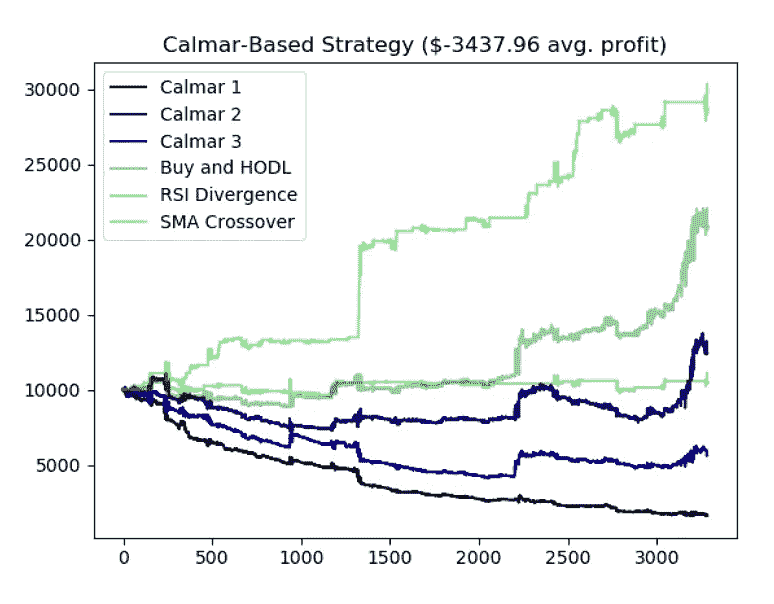 Calmar-Based Strategy ($-3437.96 avg. profit)
30000
25000
20000
15000
10000
5000
Calmar 1
Calmar 2
Calmar 3
Buy and HODL
RSI Divergence
SMA Crossover
0 500 1000 1500 2000 2500 3000